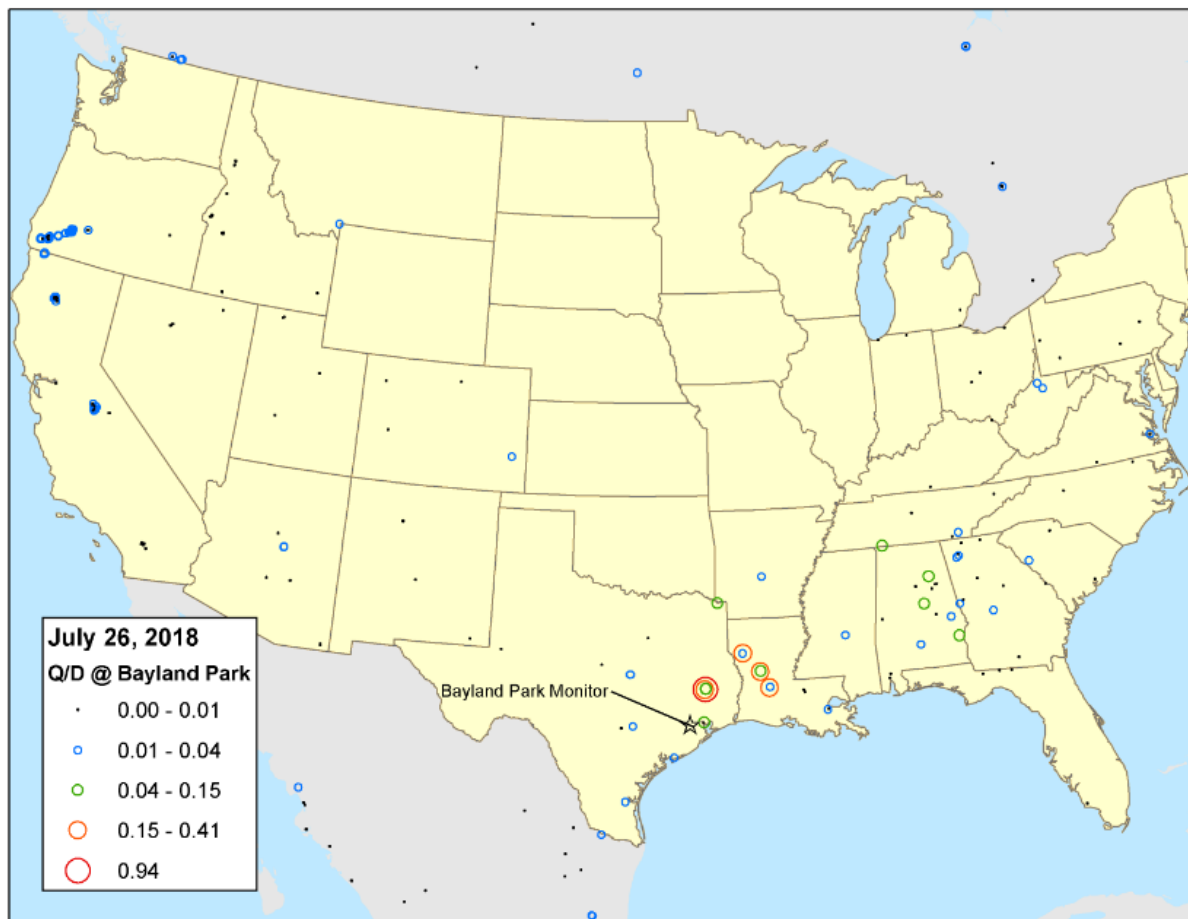 Bayland Park Monitor
July 26, 2018
Q/D @ Bayland Park
0.00 - 0.01
0.01 - 0.04
0.04 - 0.15
0.15 - 0.41
0.94